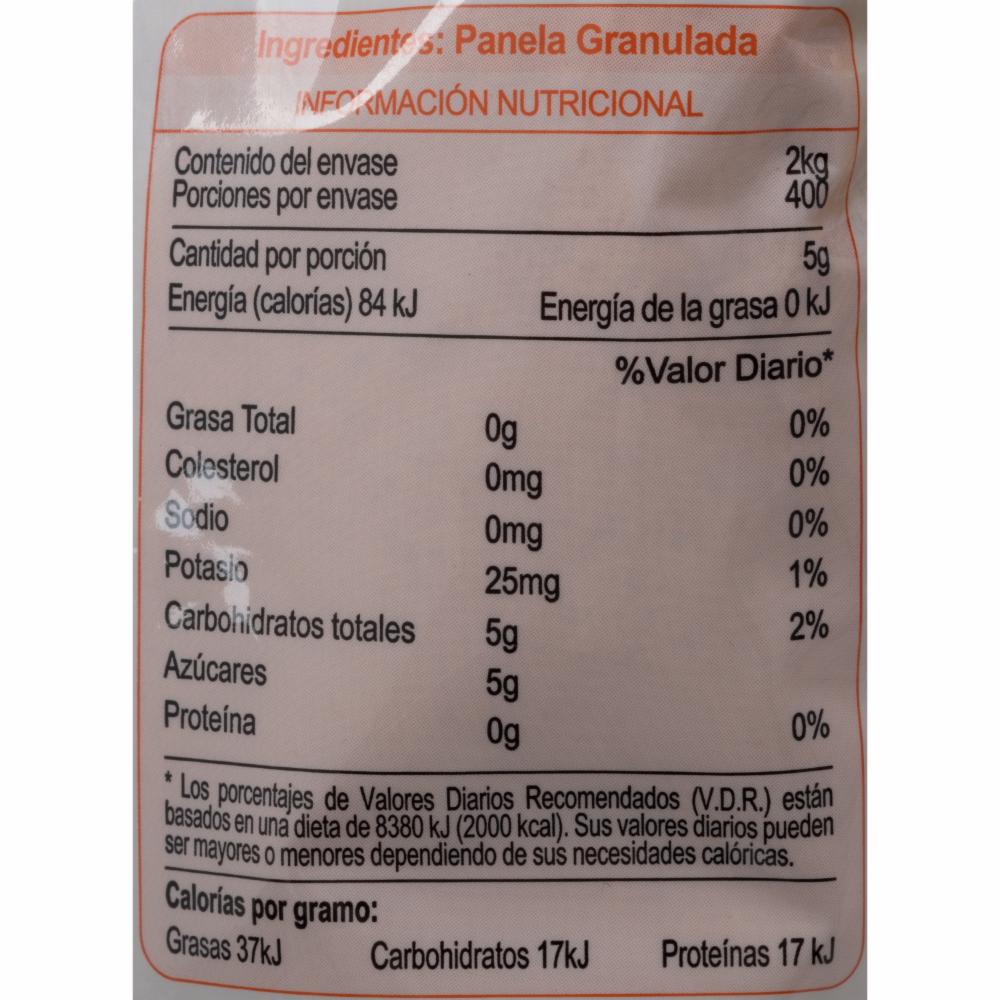 Ingredientes: Panela Granulada
INFORMACIÓN NUTRICIONAL
Contenido del envase 2kg
Porciones por envase 400
Cantidad por porción 5g
Energía (calorías) 84 kJ Energía de la grasa 0 kJ
%Valor Diario*
Grasa Total 0g 0%
Colesterol 0mg 0%
Sodio 0mg 0%
Potasio 25mg 1%
Carbohidratos totales 5g 2%
Azúcares 5g
Proteína 0g 0%
* Los porcentajes de Valores Diarios Recomendados (V.D.R.) están
basados en una dieta de 8380 kJ (2000 kcal). Sus valores diarios pueden
ser mayores o menores dependiendo de sus necesidades calóricas.
Calorías por gramo:
Grasas 37kJ Carbohidratos 17kJ Proteínas 17 kJ